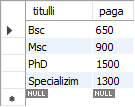 titulli paga
Bsc 650
Msc 900
PhD 1500
Specializim 1300
NULL NULL